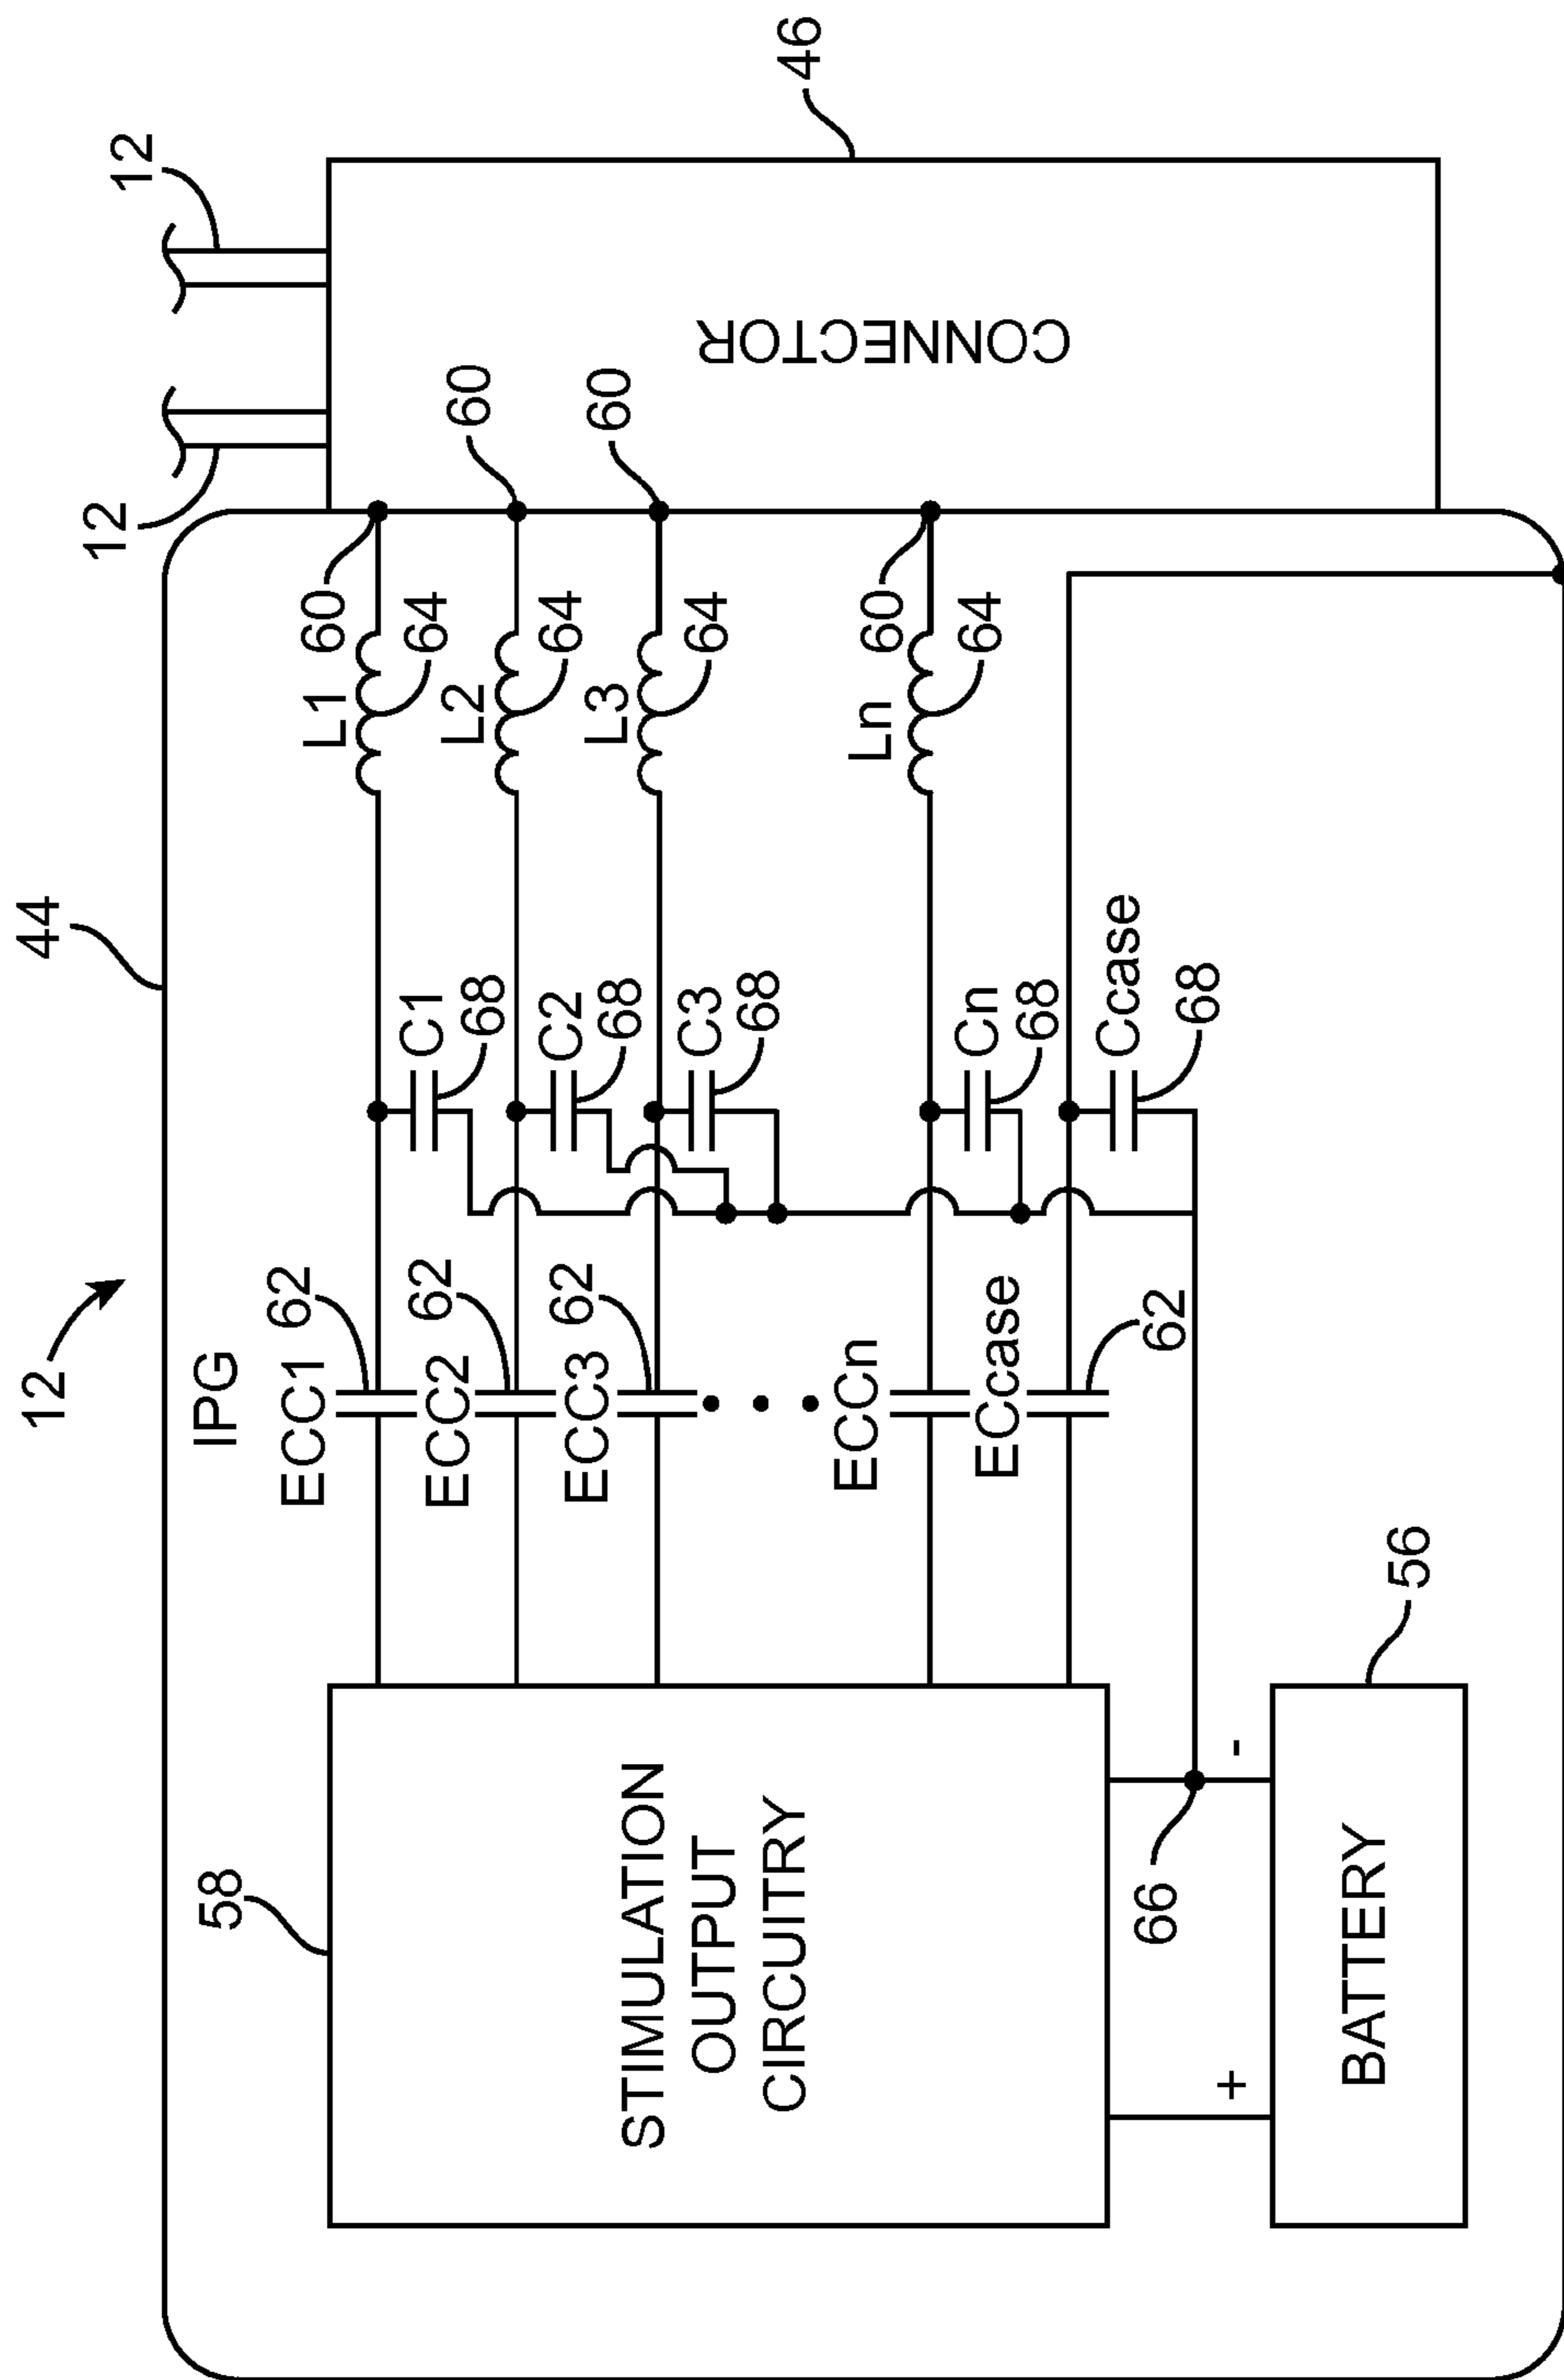 12
44
IPG
58
STIMULATION
OUTPUT
CIRCUITRY
ECC1
62
C1
68
L1
64
60
12
12
ECC2
62
C2
68
L2
64
60
ECC3
62
C3
68
L3
64
60
• • •
ECCn
Cn
68
Ln
64
60
ECcase
62
Ccase
68
CONNECTOR
46
66
+
-
BATTERY
56